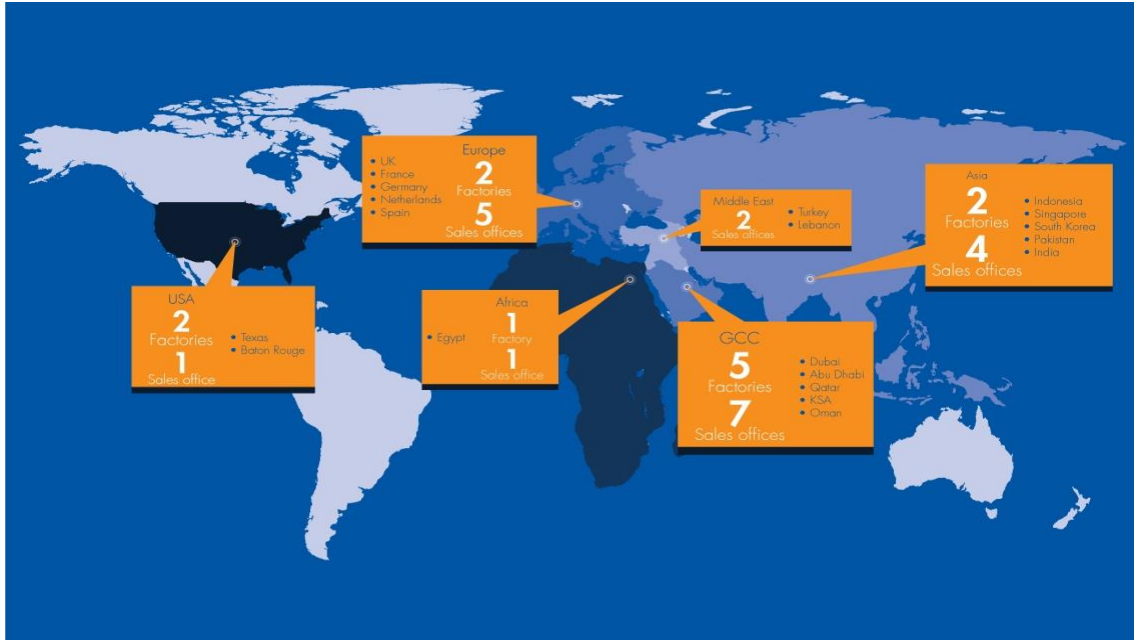 Europe
2
Factories
5
Sales offices
• UK
• France
• Germany
• Netherlands
• Spain
Middle East
2
Sales offices
• Turkey
• Lebanon
Asia
2
Factories
4
Sales offices
• Indonesia
• Singapore
• South Korea
• Pakistan
• India
USA
2
Factories
1
Sales office
• Texas
• Baton Rouge
Africa
1
Factory
1
Sales office
• Egypt
GCC
5
Factories
7
Sales offices
• Dubai
• Abu Dhabi
• Qatar
• KSA
• Oman